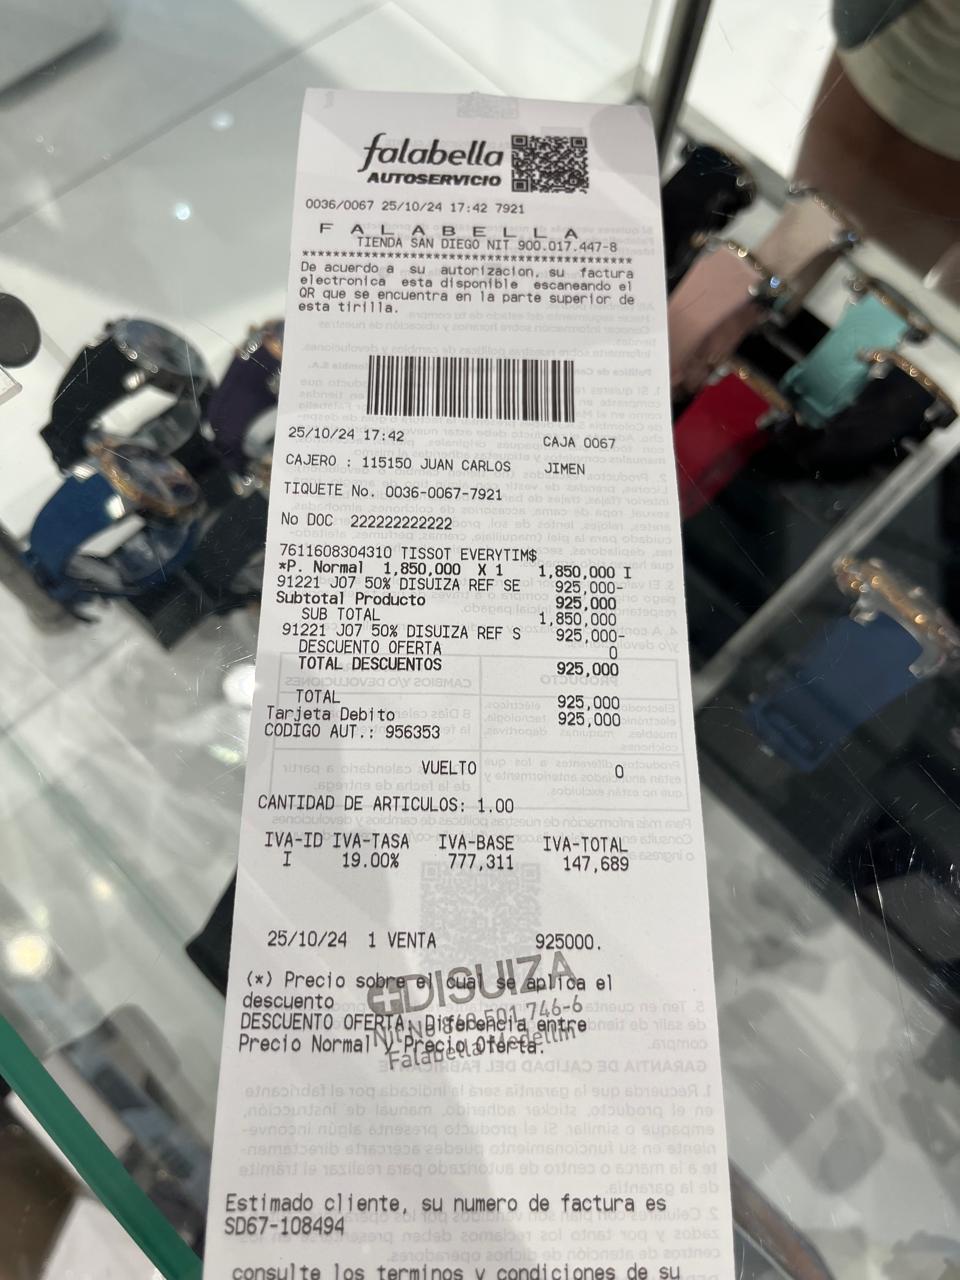 falabella
AUTOSERVICIO
0036/0067 25/10/24 17:42 7921
F A L A B E L L A
TIENDA SAN DIEGO NIT 900.017.447-8
************************************************
De acuerdo a su autorizacion, su factura
electronica esta disponible escaneando el
QR que se encuentra en la parte superior de
esta tirilla.
25/10/24 17:42 CAJA 0067
CAJERO : 115150 JUAN CARLOS JIMEN
TIQUETE No. 0036-0067-7921
No DOC 222222222222
7611608304310 TISSOT EVERYTIM$
*P. Normal 1,850,000 X 1 1,850,000 I
91221 J07 50% DISUIZA REF SE 925,000-
Subtotal Producto 925,000
SUB TOTAL 1,850,000
91221 J07 50% DISUIZA REF S 925,000-
DESCUENTO OFERTA 0
TOTAL DESCUENTOS 925,000
TOTAL 925,000
Tarjeta Debito 925,000
CODIGO AUT.: 956353
VUELTO 0
CANTIDAD DE ARTICULOS: 1.00
IVA-ID IVA-TASA IVA-BASE IVA-TOTAL
I 19.00% 777,311 147,689
25/10/24 1 VENTA 925000.
(*) Precio sobre el cual se aplica el
descuento
DISUIZA
DESCUENTO OFERTA: Diferencia entre
Precio Normal y Precio Oferta.
Falabella Medellin
Estimado cliente, su numero de factura es
SD67-108494
consulte los terminos y condiciones de su